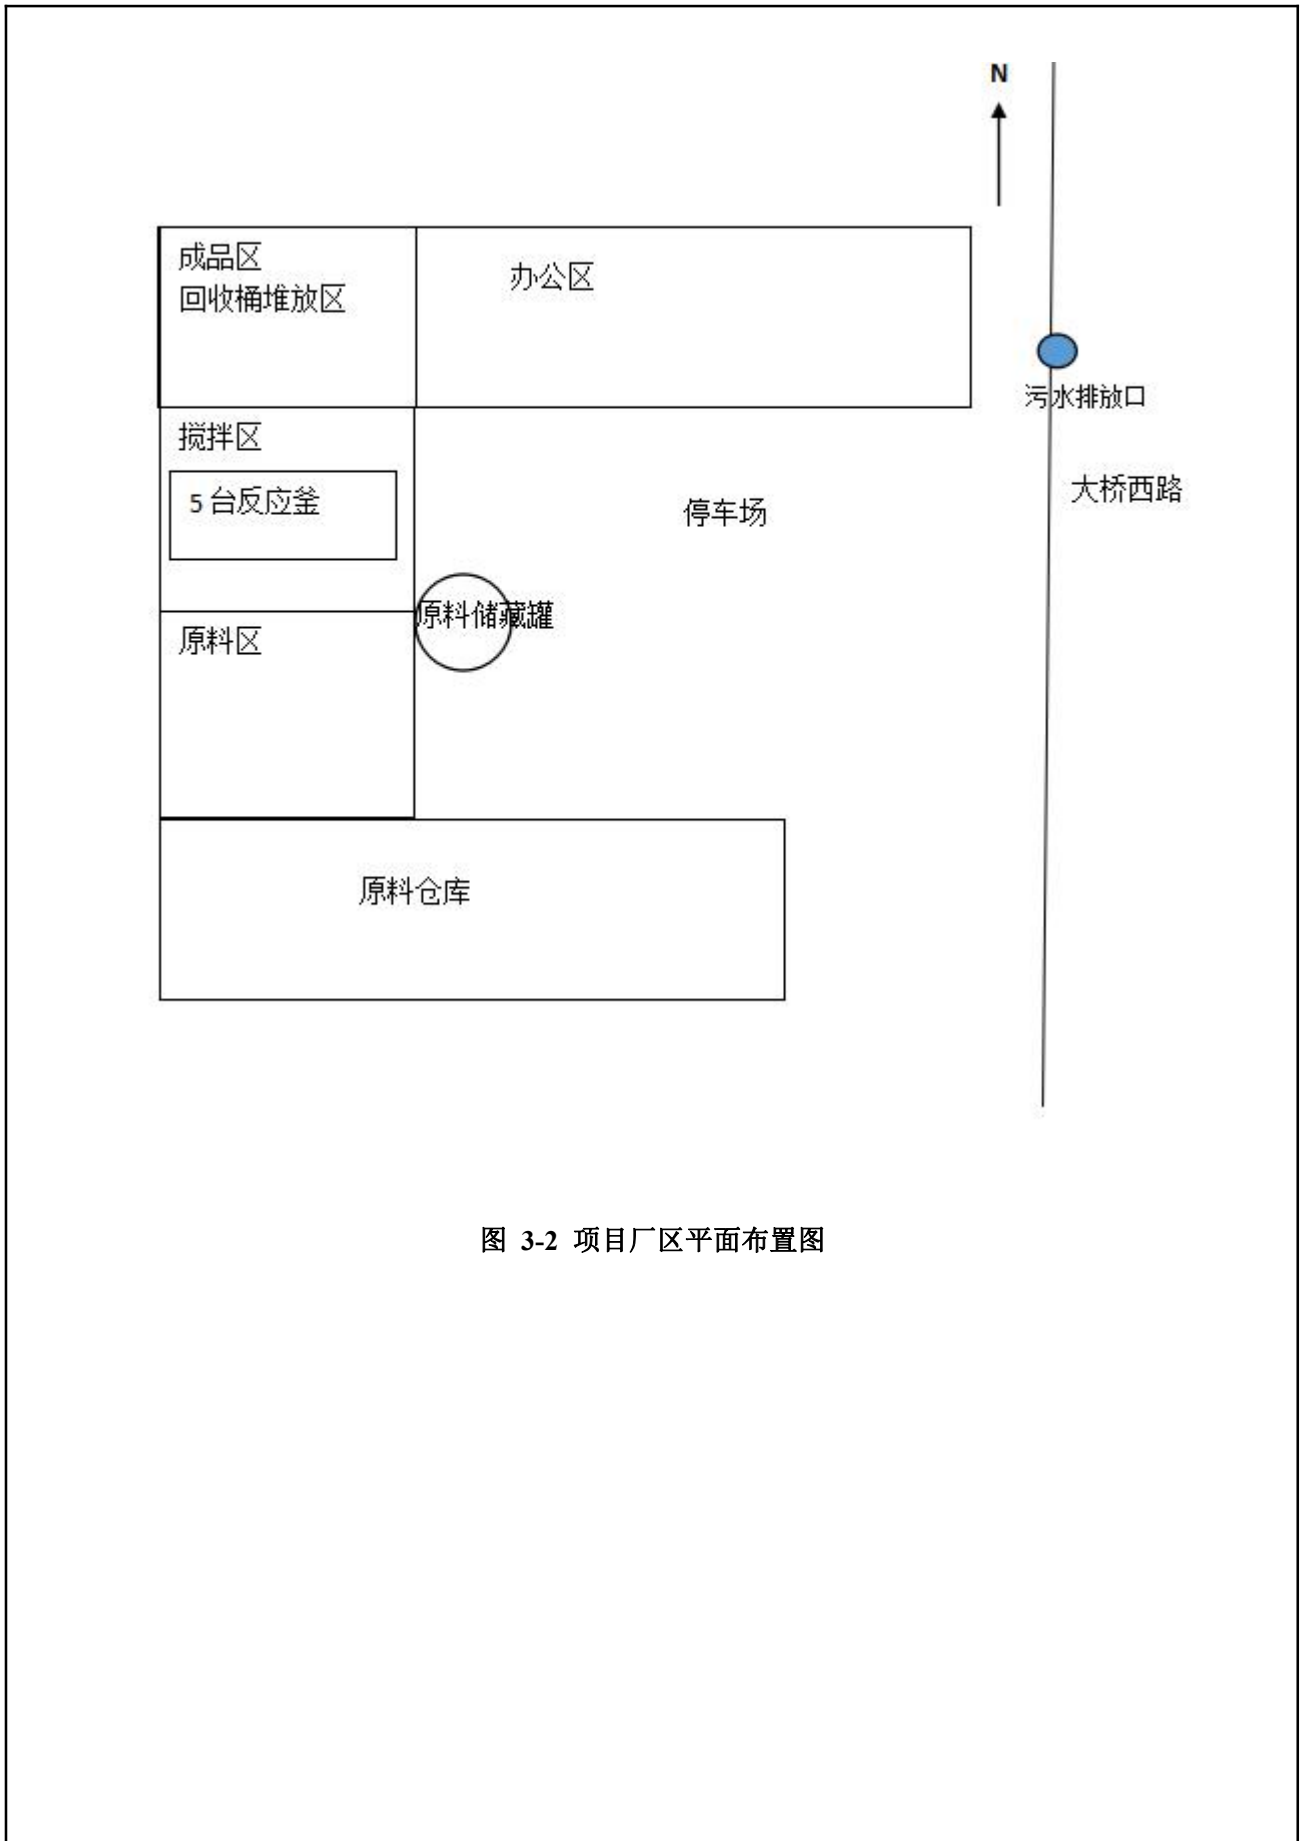 N
成品区
回收桶堆放区
办公区
污水排放口
搅拌区
5 台反应釜
停车场
大桥西路
原料储藏罐
原料区
原料仓库
图 3-2 项目厂区平面布置图